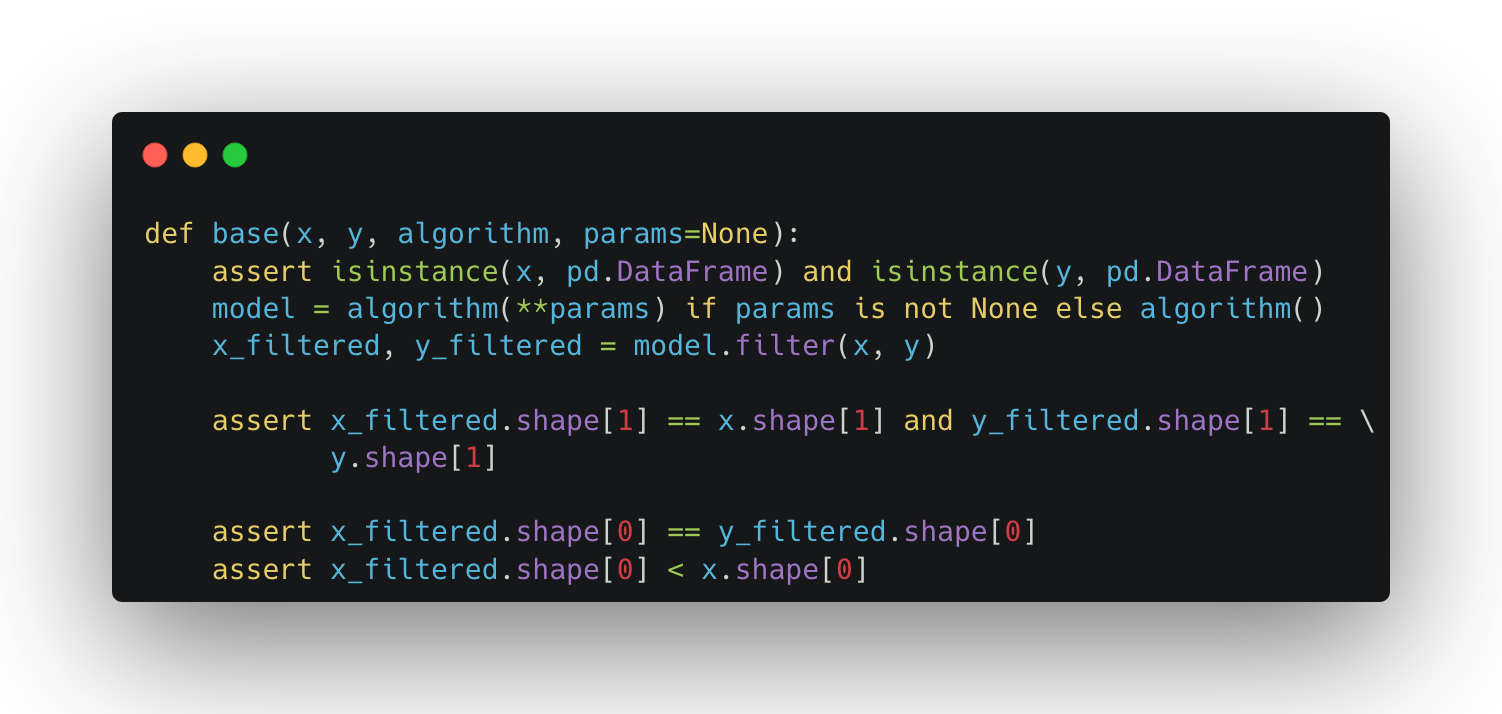 def base(x, y, algorithm, params=None):
    assert isinstance(x, pd.DataFrame) and isinstance(y, pd.DataFrame)
    model = algorithm(**params) if params is not None else algorithm()
    x_filtered, y_filtered = model.filter(x, y)

    assert x_filtered.shape[1] == x.shape[1] and y_filtered.shape[1] == \
           y.shape[1]

    assert x_filtered.shape[0] == y_filtered.shape[0]
    assert x_filtered.shape[0] < x.shape[0]